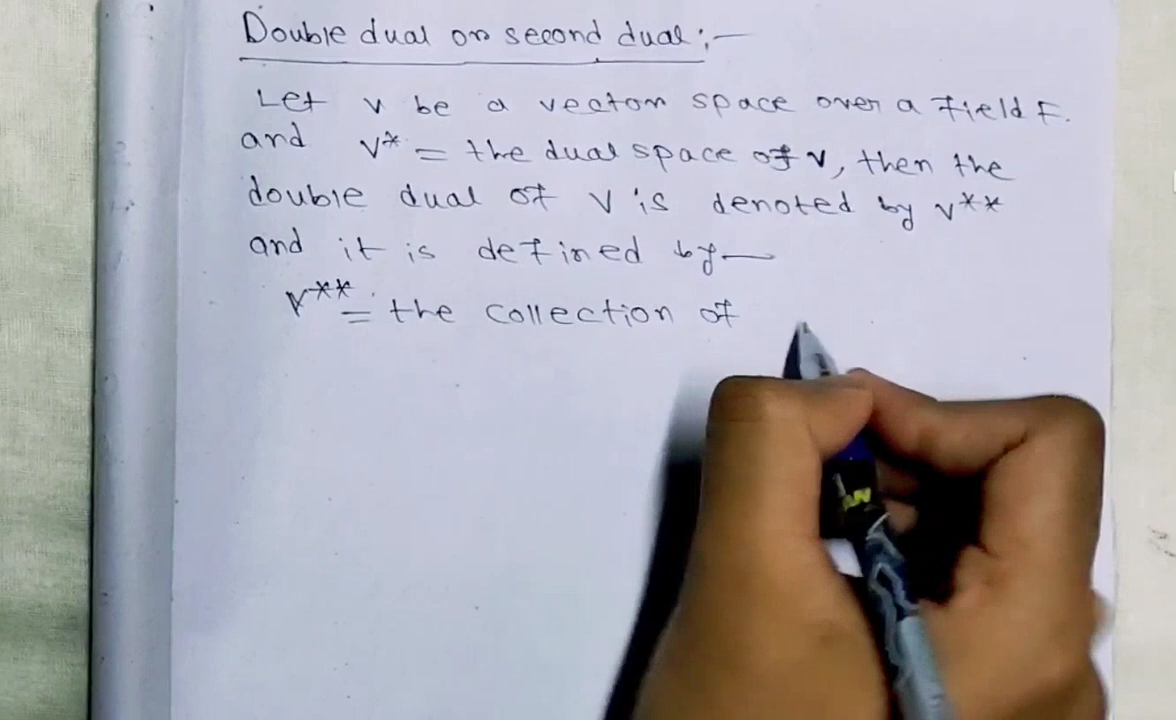 Double dual or second dual :-
Let V be a vector space over a field F.
and V* = the dual space of V, then the
double dual of V is denoted by V**
and it is defined by—
V** = the collection of